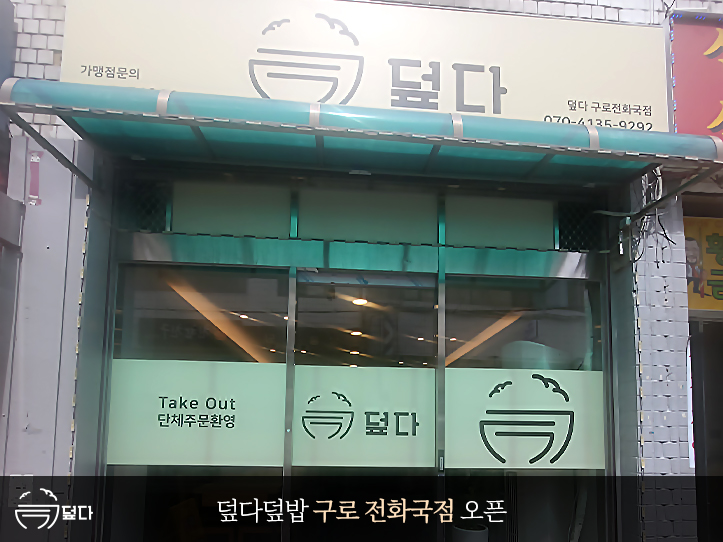 가맹점문의
덮다
덮다 구로전화국점
070-4135-9292
Take Out
단체주문환영
덮다
덮다
덮다덮밥 구로 전화국점 오픈